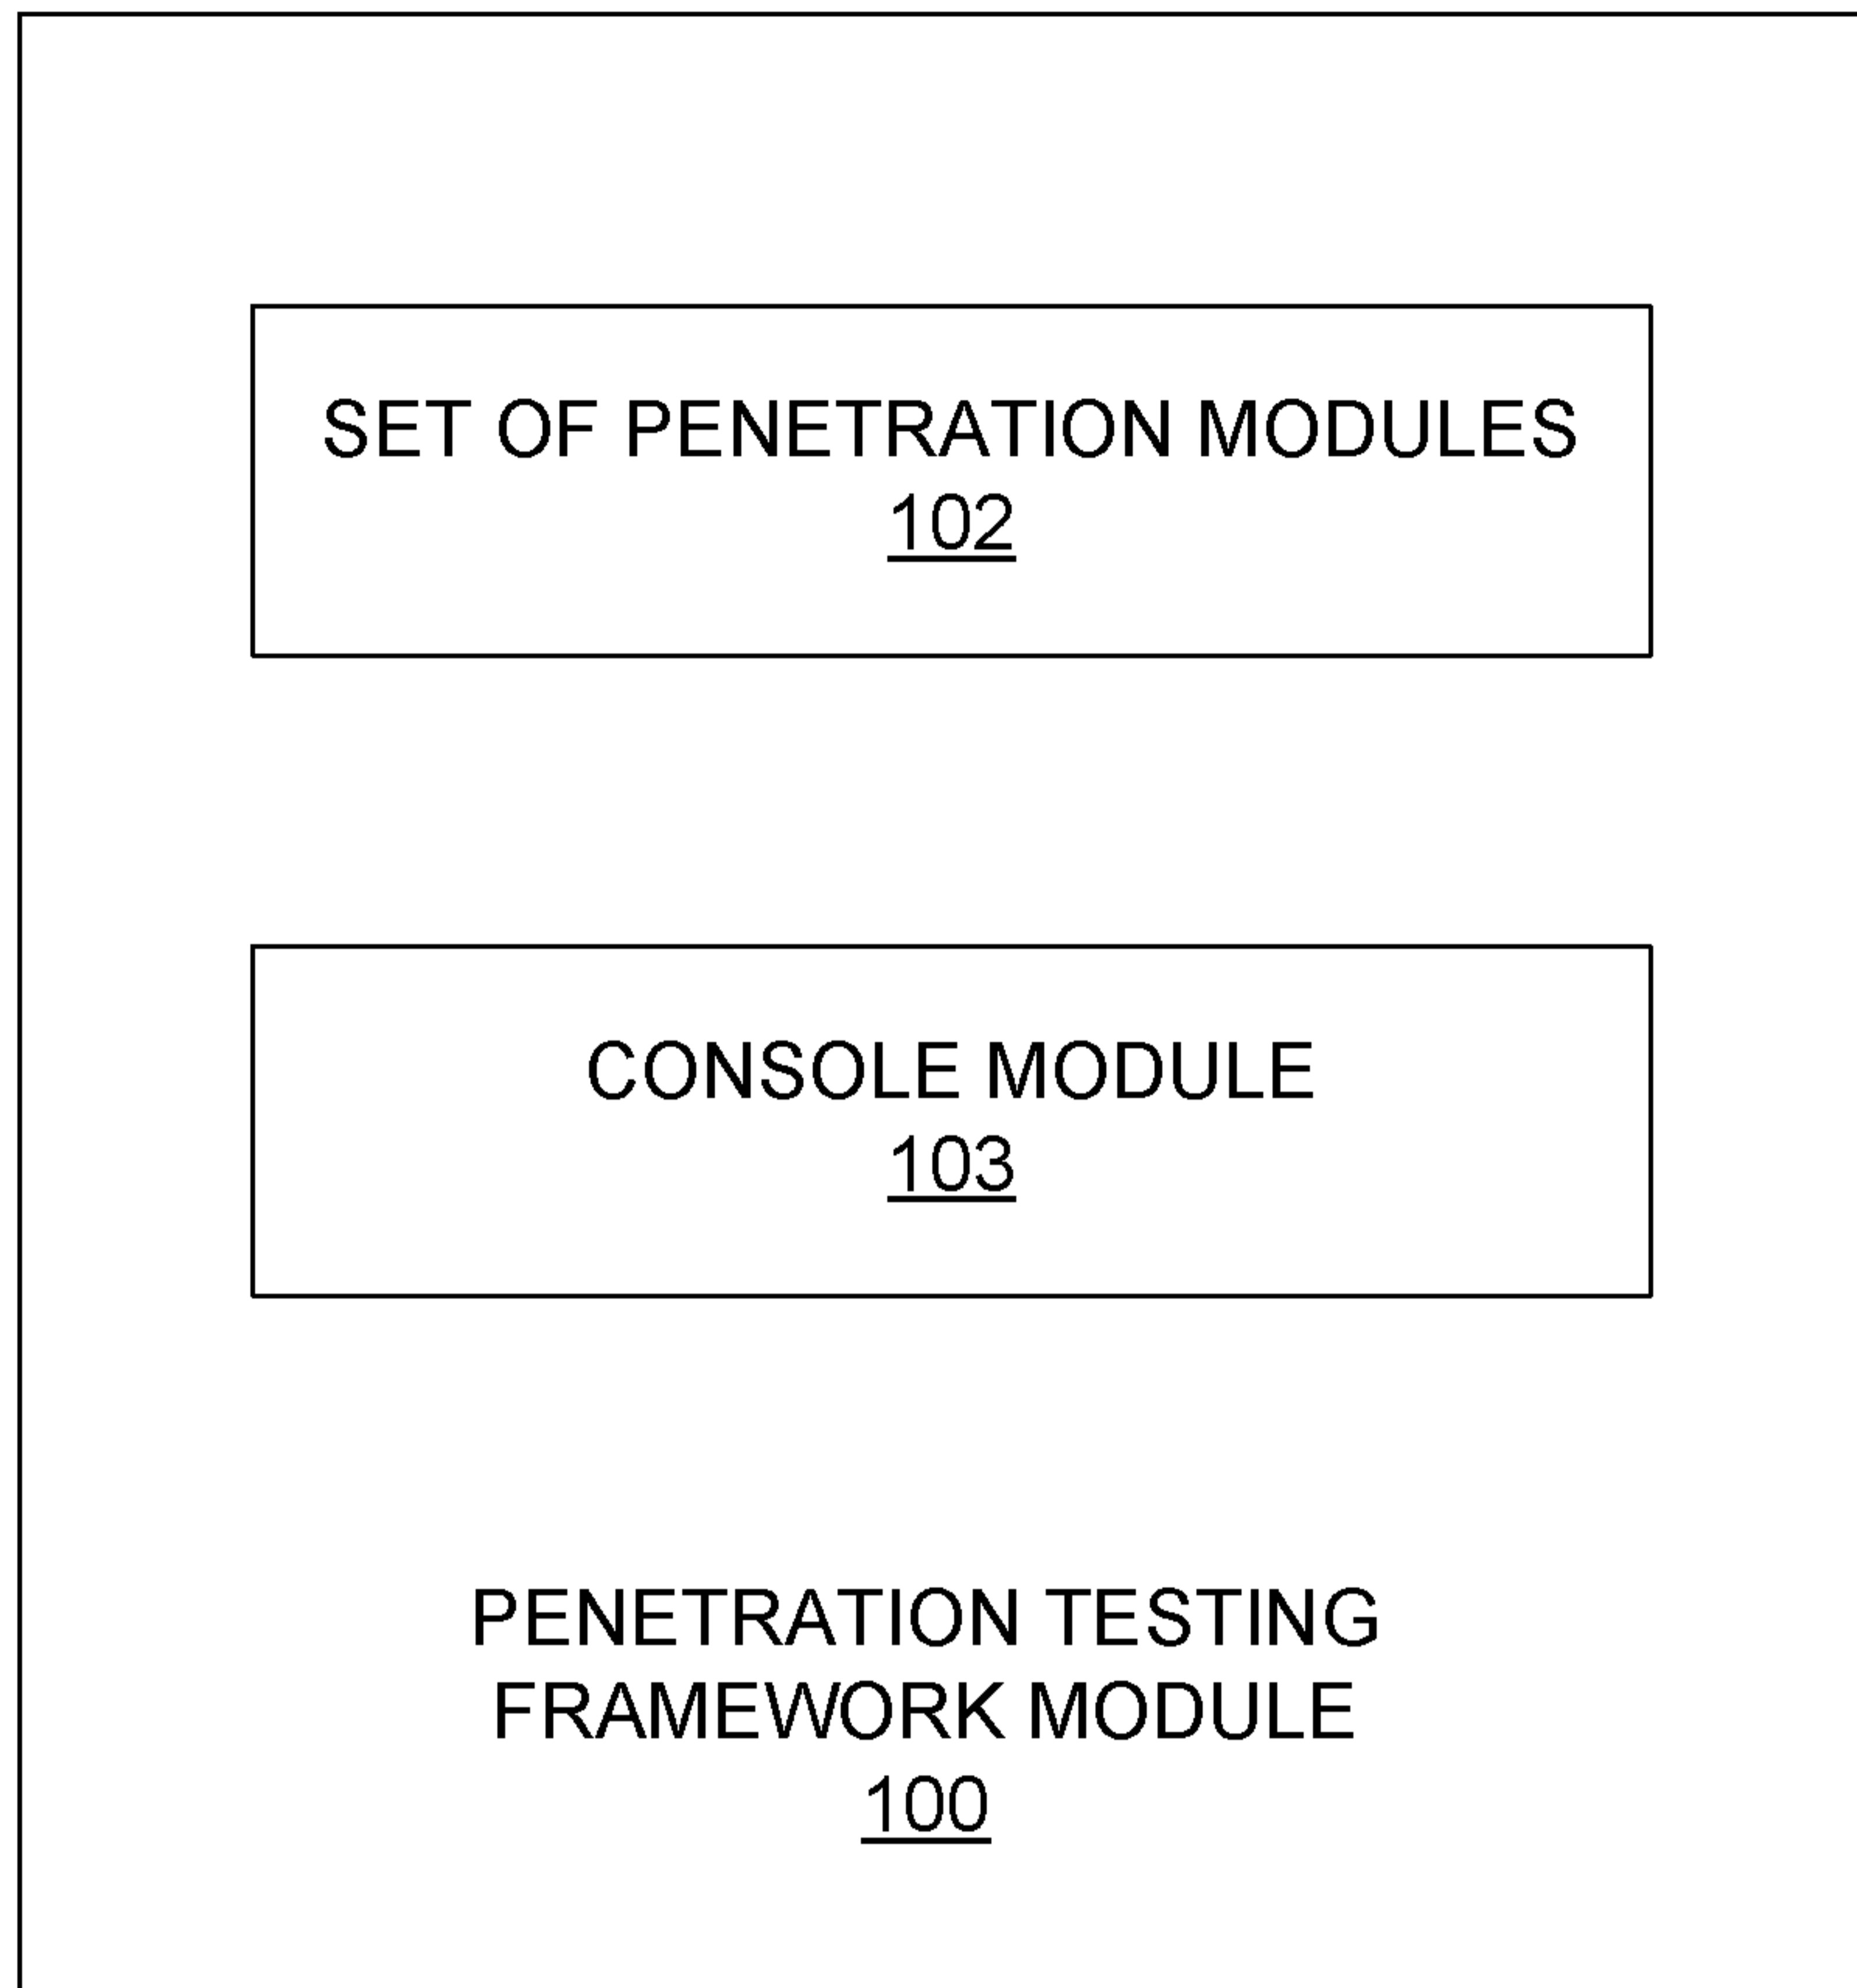 SET OF PENETRATION MODULES
102
CONSOLE MODULE
103
PENETRATION TESTING
FRAMEWORK MODULE
100